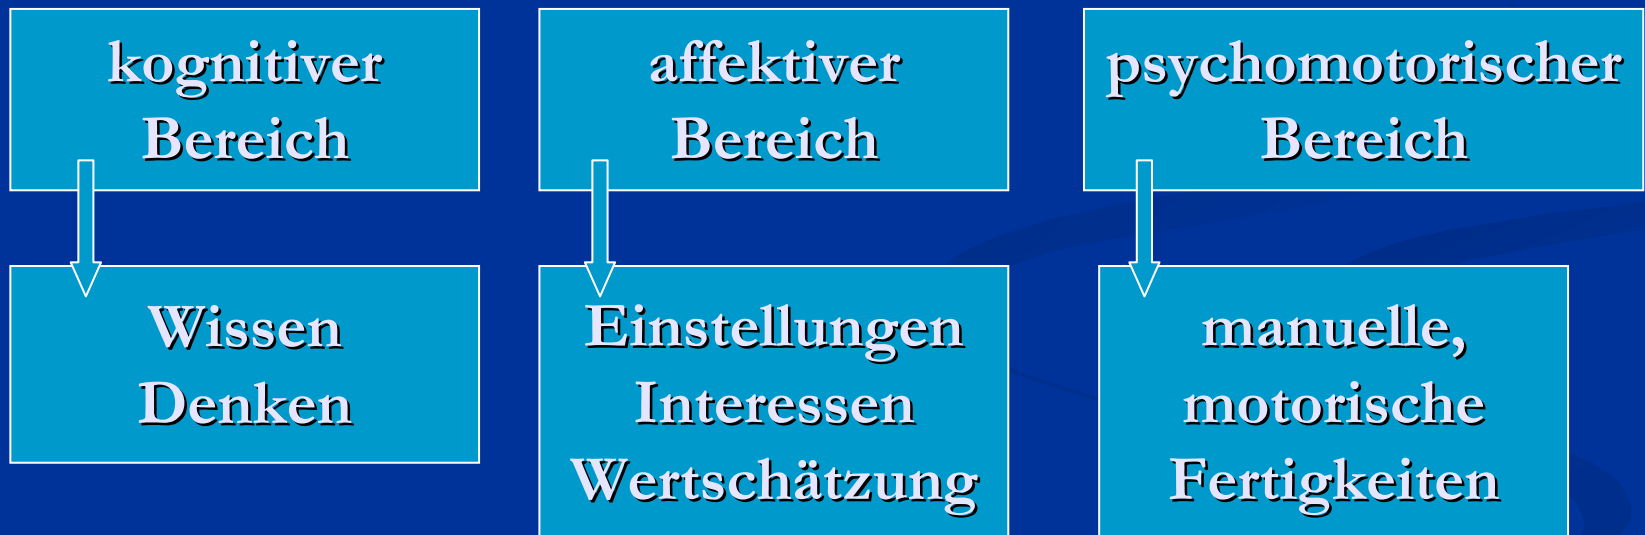 kognitiver
Bereich
affektiver
Bereich
psychomotorischer
Bereich
Wissen
Denken
Einstellungen
Interessen
Wertschätzung
manuelle,
motorische
Fertigkeiten